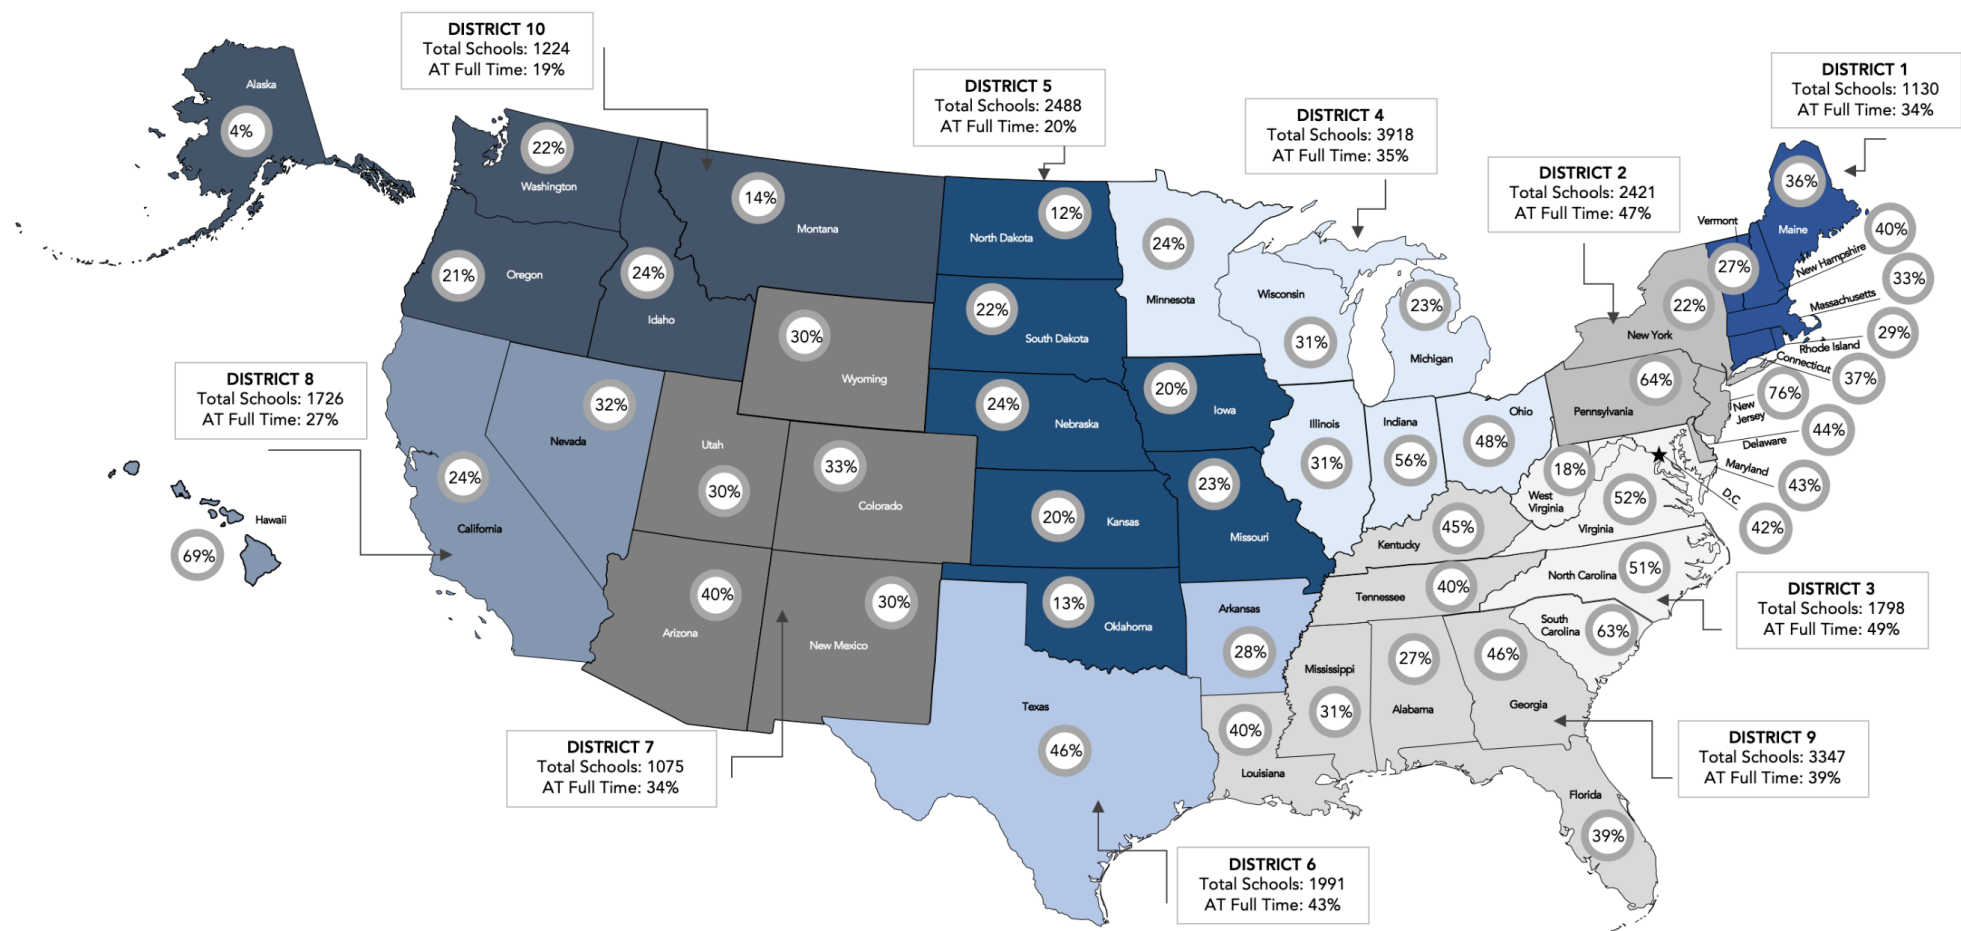 DISTRICT 10
Total Schools: 1224
AT Full Time: 19%
DISTRICT 5
Total Schools: 2488
AT Full Time: 20%
DISTRICT 4
Total Schools: 3918
AT Full Time: 35%
DISTRICT 1
Total Schools: 1130
AT Full Time: 34%
DISTRICT 2
Total Schools: 2421
AT Full Time: 47%
Alaska
4%
22%
Washington
14%
Montana
21%
Oregon
24%
Idaho
12%
North Dakota
22%
South Dakota
24%
Minnesota
Wisconsin
31%
23%
Michigan
36%
Maine
Vermont
27%
40%
New Hampshire
33%
Massachusetts
29%
Rhode Island
37%
Connecticut
22%
New York
64%
Pennsylvania
76%
New
Jersey
44%
Delaware
43%
Maryland
42%
D.C
DISTRICT 8
Total Schools: 1726
AT Full Time: 27%
32%
Nevada
24%
California
Hawaii
69%
30%
Wyoming
Utah
30%
33%
Colorado
40%
Arizona
30%
New Mexico
24%
Nebraska
20%
Iowa
20%
Kansas
23%
Missouri
13%
Oklahoma
Illinois
31%
Indiana
56%
Ohio
48%
18%
West
Virginia
52%
Virginia
45%
Kentucky
40%
Tennessee
North Carolina
51%
South
Carolina
63%
DISTRICT 3
Total Schools: 1798
AT Full Time: 49%
Arkansas
28%
Texas
46%
40%
Louisiana
Mississippi
31%
27%
Alabama
46%
Georgia
Florida
39%
DISTRICT 7
Total Schools: 1075
AT Full Time: 34%
DISTRICT 9
Total Schools: 3347
AT Full Time: 39%
DISTRICT 6
Total Schools: 1991
AT Full Time: 43%